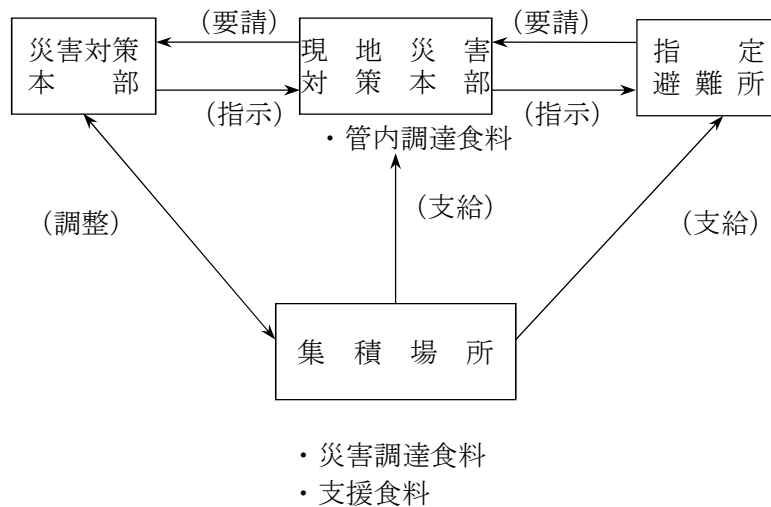 （要請）
（要請）
災害対策
本部
現地災害
対策本部
指定
避難所
（指示）
（指示）
・管内調達食料
（調整）
（支給）
（支給）
集積場所
・災害調達食料
・支援食料